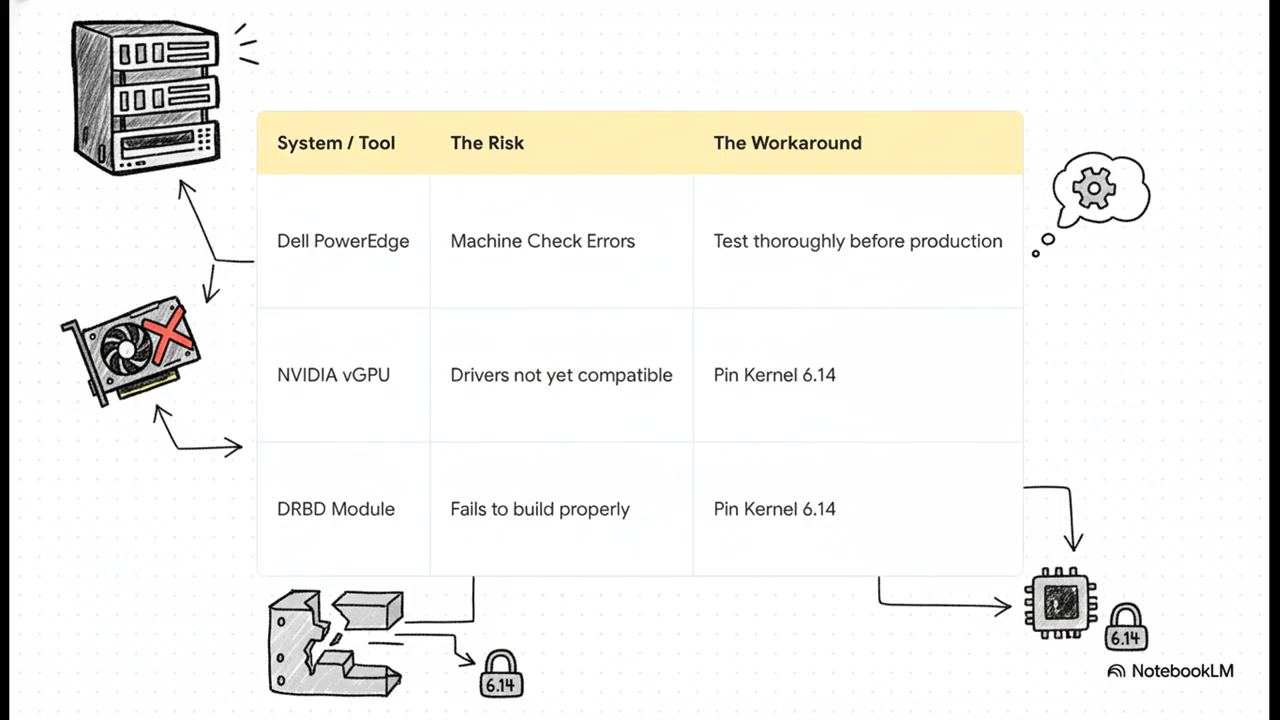 System / Tool The Risk The Workaround
Dell PowerEdge Machine Check Errors Test thoroughly before production
NVIDIA vGPU Drivers not yet compatible Pin Kernel 6.14
DRBD Module Fails to build properly Pin Kernel 6.14
6.14
6.14
NotebookLM